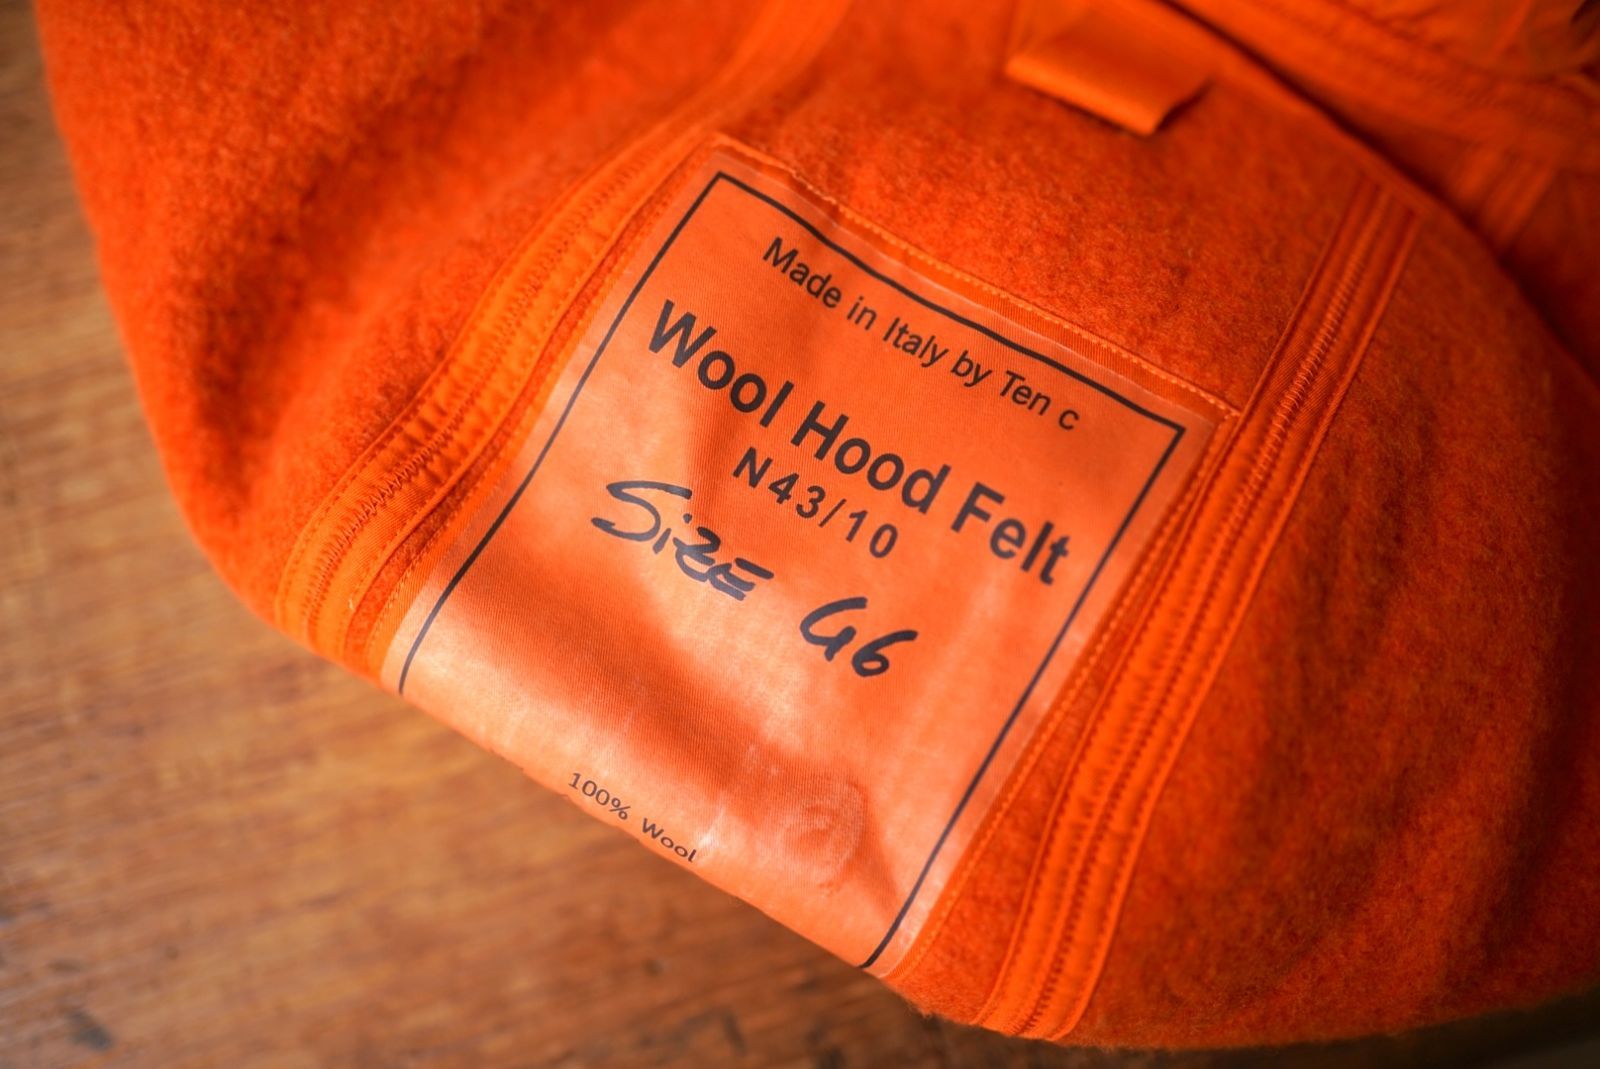 Made in Italy by Ten c
Wool Hood Felt
N43/10
SIZE 46
100% Wool